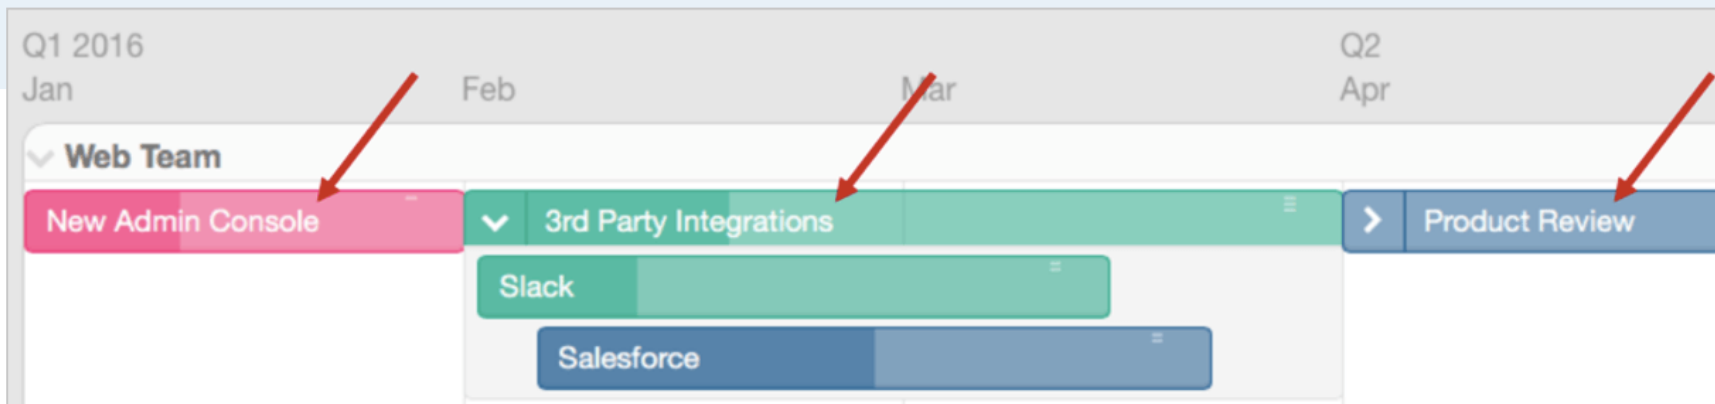 Q1 2016 Q2
Jan Feb Mar Apr
Web Team
New Admin Console 3rd Party Integrations Product Review
Slack
Salesforce